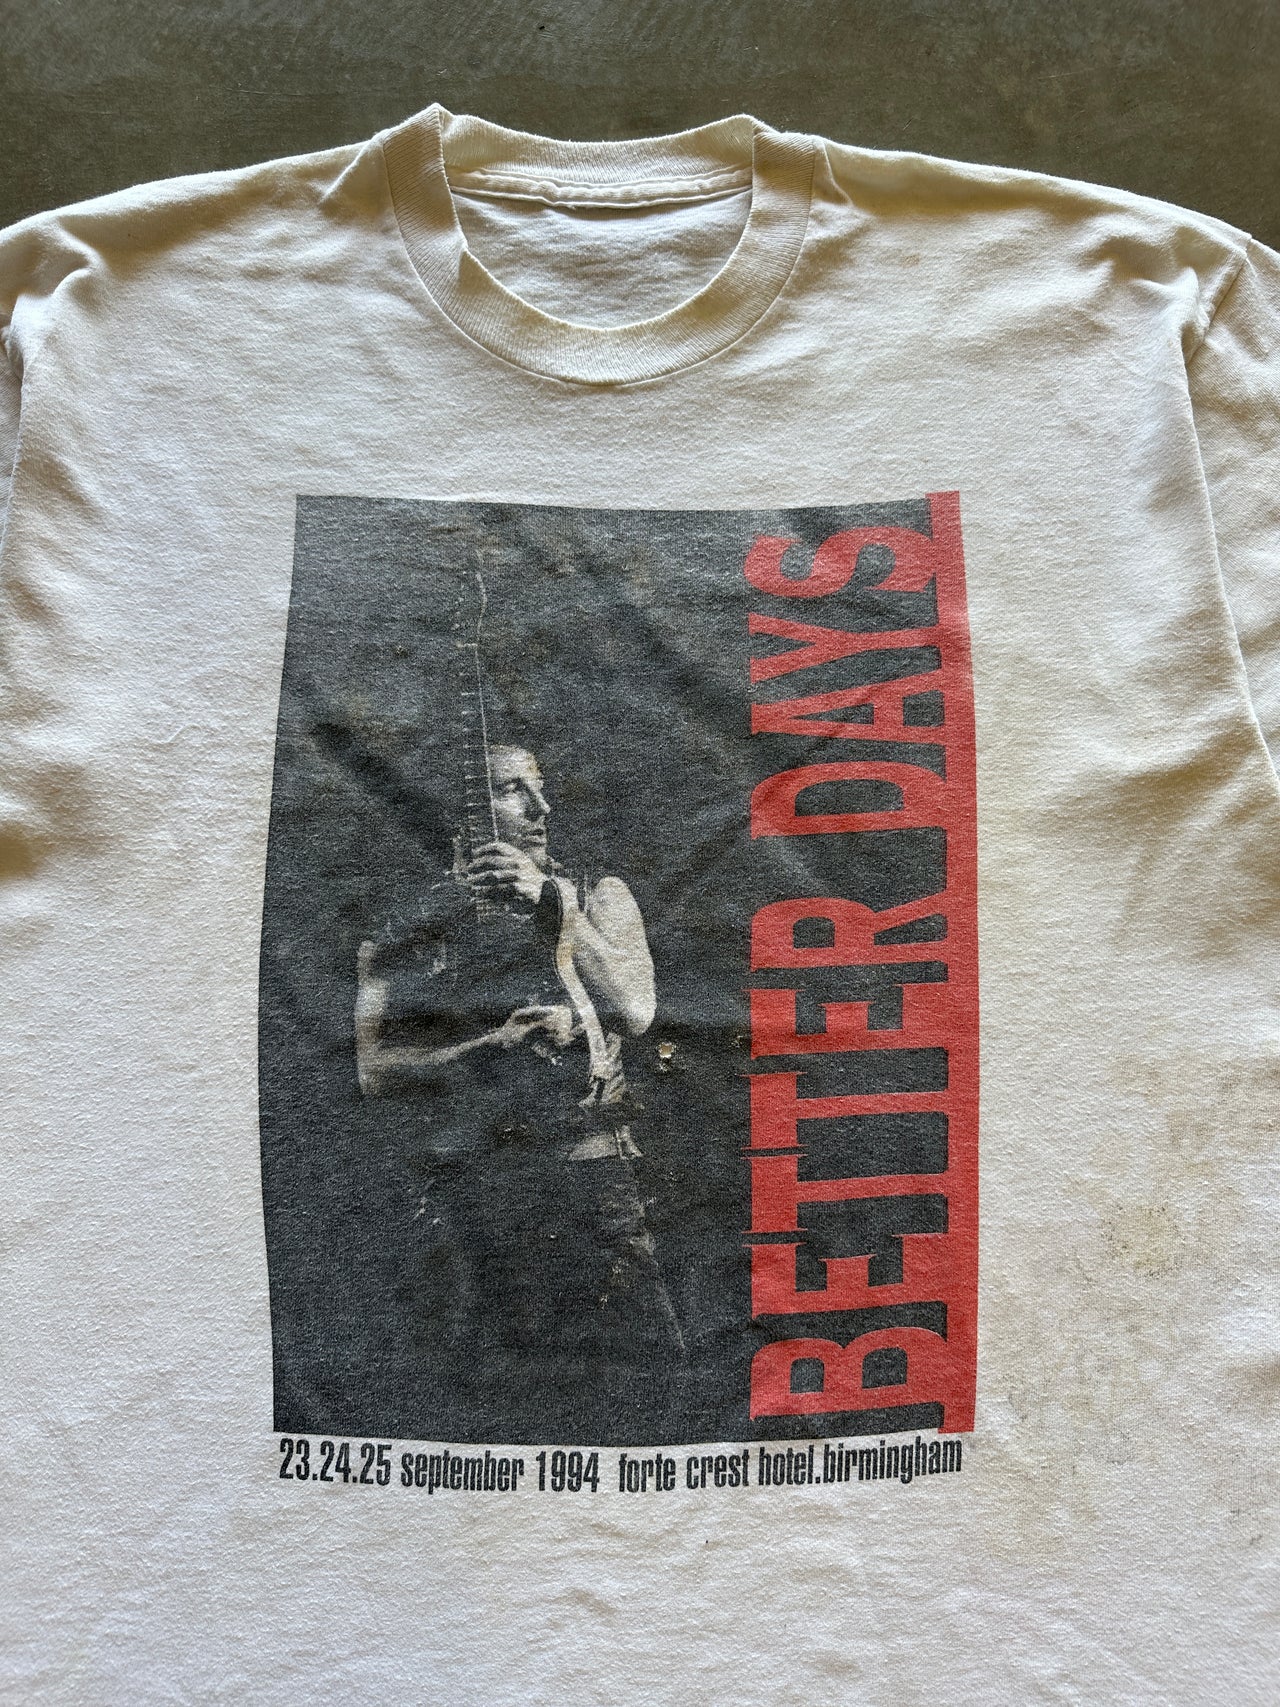 BETTER DAYS
23.24.25 september 1994 forte crest hotel.birmingham